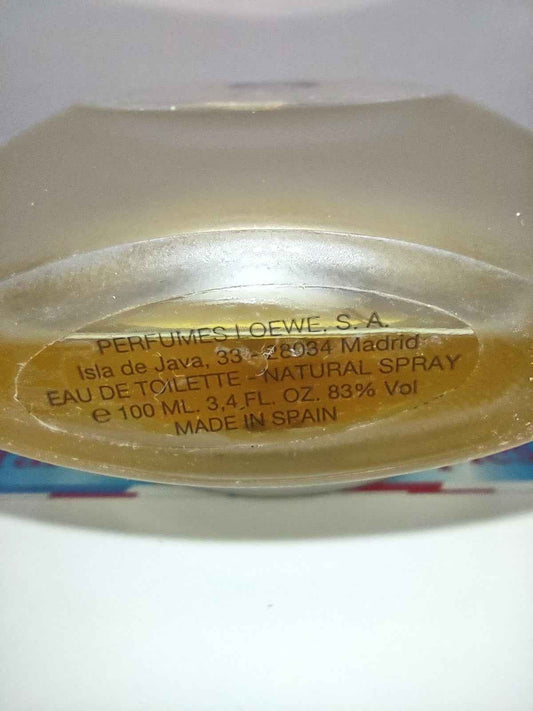 PERFUMES LOEWE, S. A.
Isla de Java, 33 - 28034 Madrid
EAU DE TOILETTE - NATURAL SPRAY
e 100 ML. 3,4 FL. OZ. 83% Vol
MADE IN SPAIN